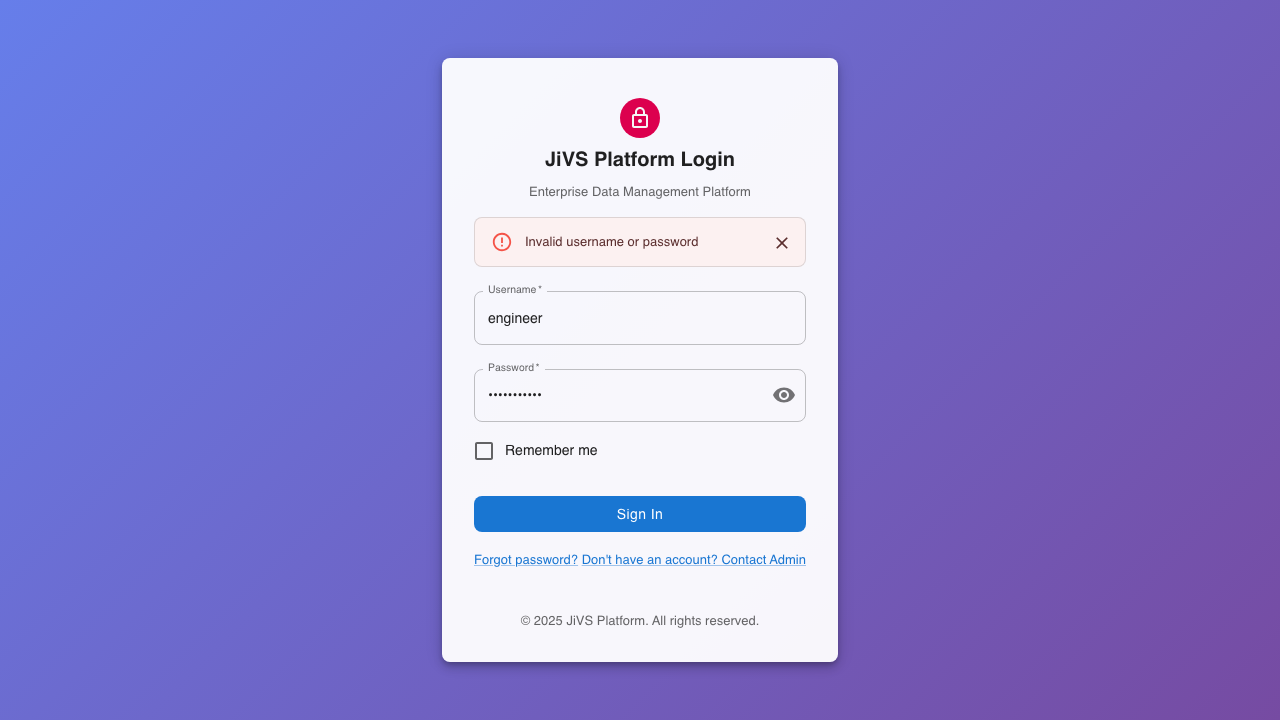 JiVS Platform Login
Enterprise Data Management Platform
Invalid username or password
Username *
engineer
Password *
•••••••••••
Remember me
Sign In
Forgot password? Don't have an account? Contact Admin
© 2025 JiVS Platform. All rights reserved.